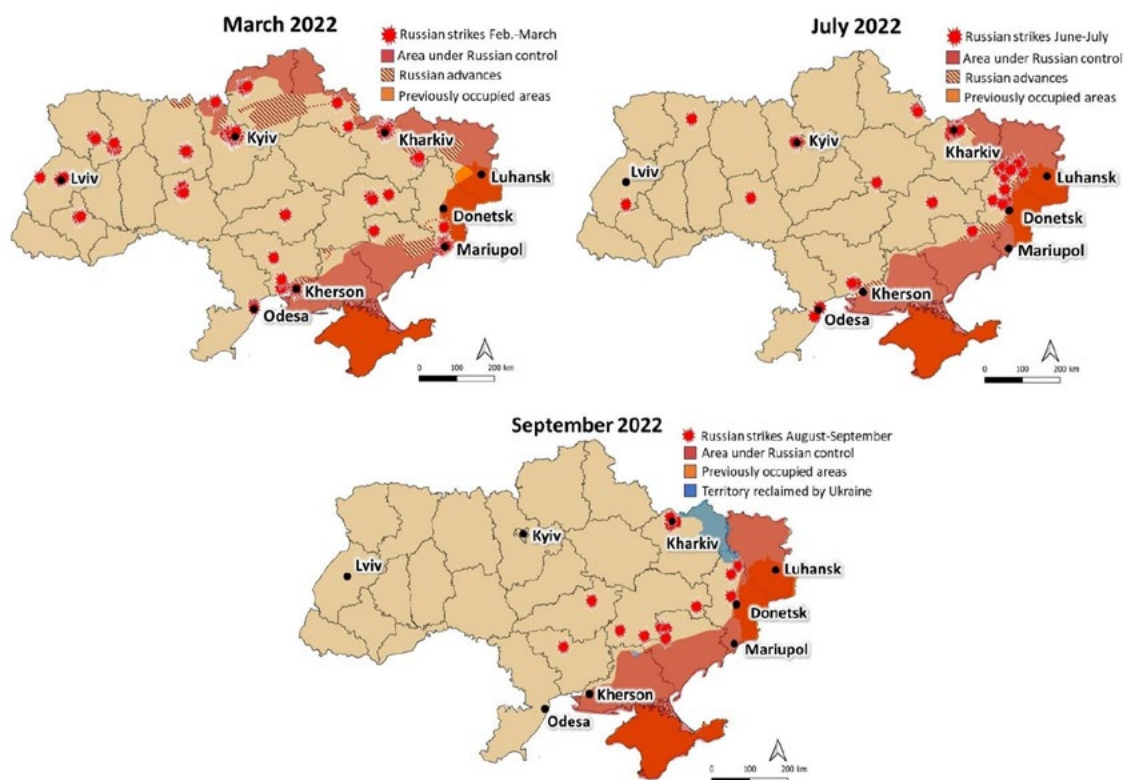 March 2022
Russian strikes Feb.-March
Area under Russian control
Russian advances
Previously occupied areas
Kyiv
Kharkiv
Lviv
Luhansk
Donetsk
Mariupol
Kherson
Odesa
0 100 200 km
July 2022
Russian strikes June-July
Area under Russian control
Russian advances
Previously occupied areas
Kyiv
Kharkiv
Lviv
Luhansk
Donetsk
Mariupol
Kherson
Odesa
0 100 200 km
September 2022
Russian strikes August-September
Area under Russian control
Previously occupied areas
Territory reclaimed by Ukraine
Kyiv
Kharkiv
Lviv
Luhansk
Donetsk
Mariupol
Kherson
Odesa
0 100 200 km